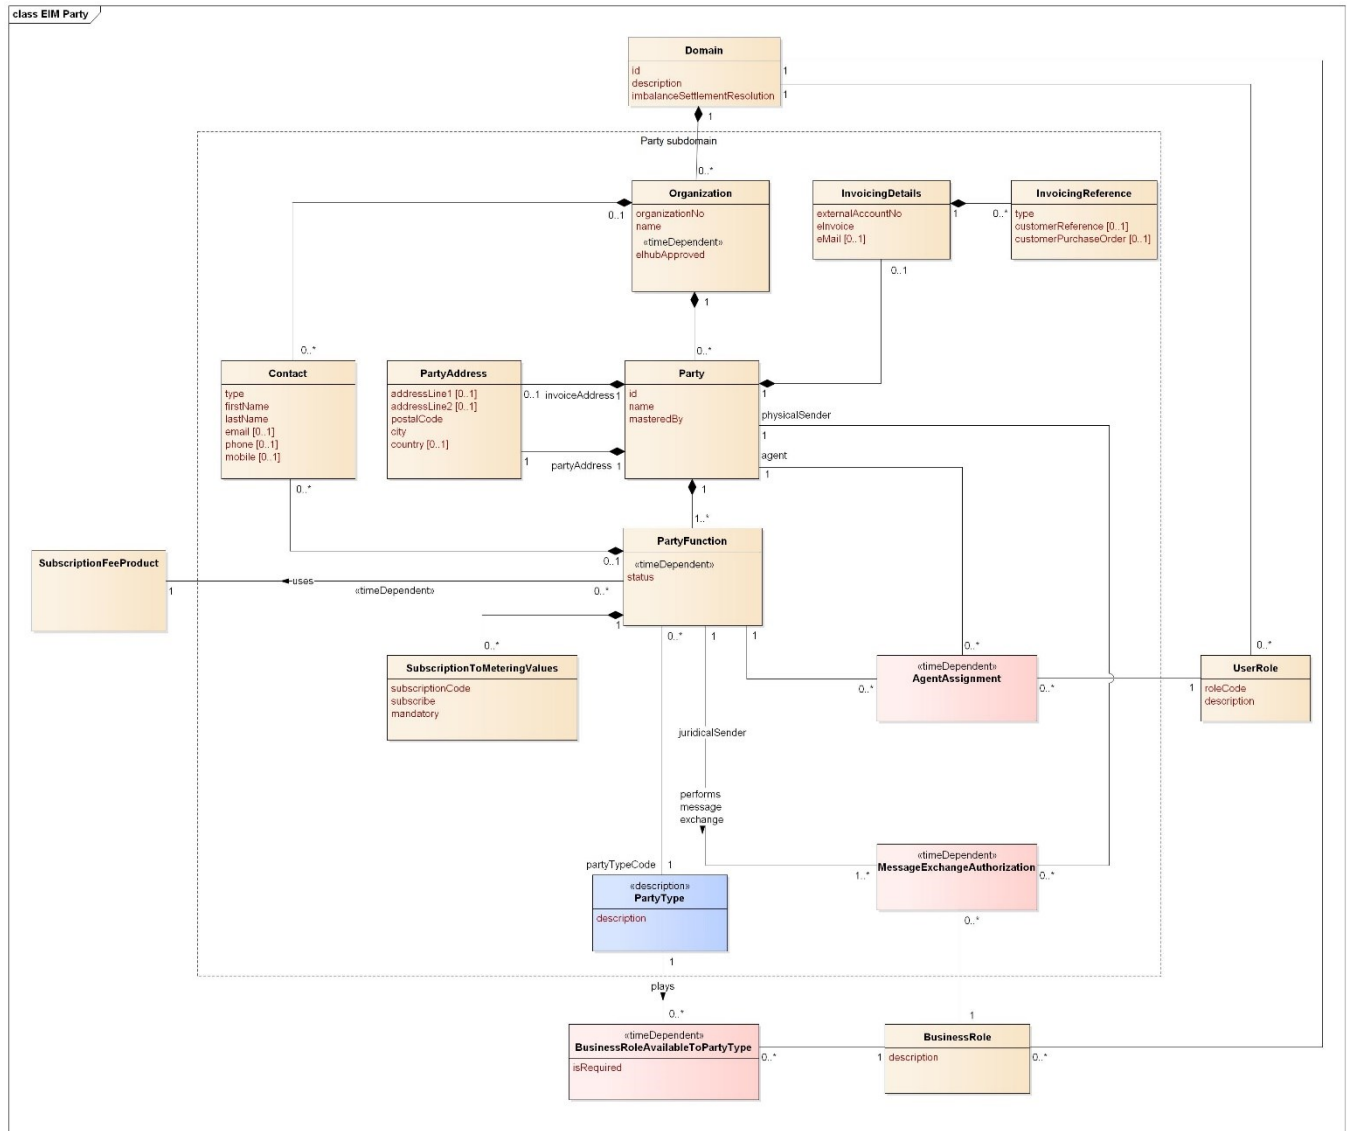 class EIM Party
Domain
id
description
imbalanceSettlementResolution
1
1
1
Party subdomain
0..*
Organization
organizationNo
name
«timeDependent»
elhubApproved
0..1
1
InvoicingDetails
externalAccountNo
eInvoice
eMail [0..1]
1
0..*
0..1
InvoicingReference
type
customerReference [0..1]
customerPurchaseOrder [0..1]
0..*
0..*
Contact
type
firstName
lastName
email [0..1]
phone [0..1]
mobile [0..1]
0..*
PartyAddress
addressLine1 [0..1]
addressLine2 [0..1]
postalCode
city
country [0..1]
0..1
invoiceAddress
1
1
partyAddress
1
Party
id
name
masteredBy
1
physicalSender
1
agent
1
1
1..*
PartyFunction
«timeDependent»
status
0..1
SubscriptionFeeProduct
1
uses
«timeDependent»
0..*
1
0..*
1
1
0..*
SubscriptionToMeteringValues
subscriptionCode
subscribe
mandatory
0..*
«timeDependent»
AgentAssignment
0..*
0..*
1
0..*
UserRole
roleCode
description
juridicalSender
performs
message
exchange
partyTypeCode
1
«description»
PartyType
description
1
1..*
«timeDependent»
MessageExchangeAuthorization
0..*
0..*
plays
0..*
«timeDependent»
BusinessRoleAvailableToPartyType
isRequired
0..*
1
1
BusinessRole
description
0..*